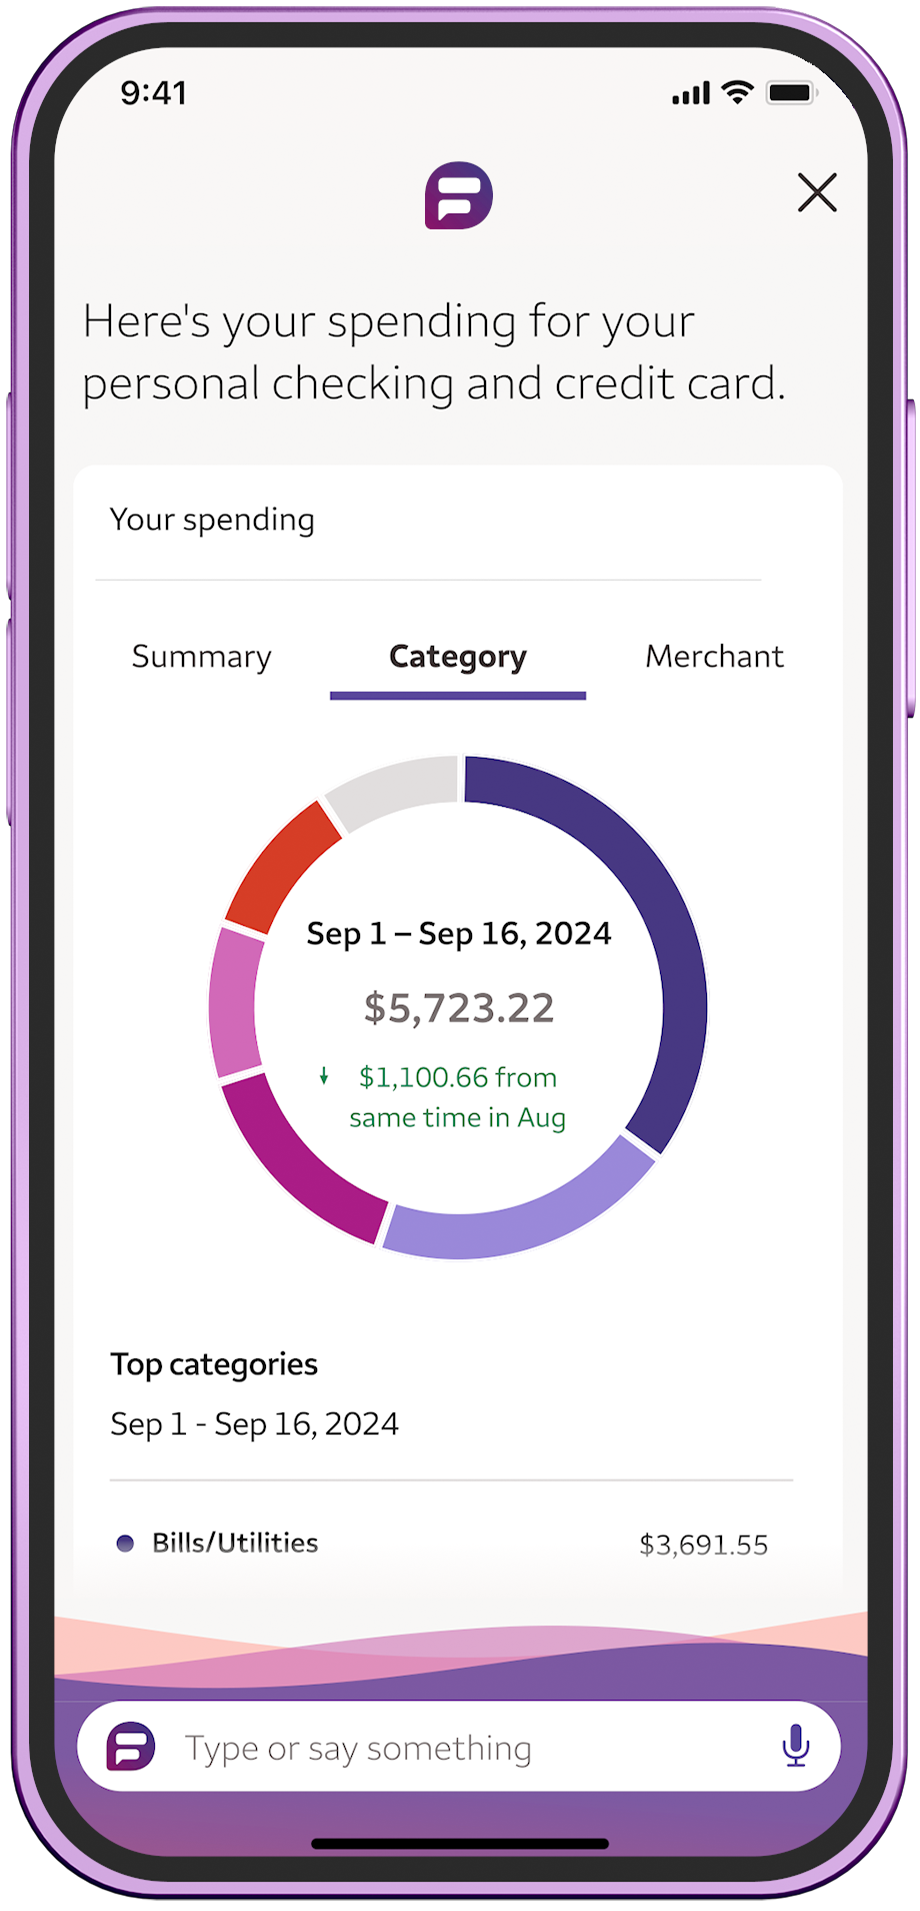 9:41
Here's your spending for your
personal checking and credit card.
Your spending
Summary Category Merchant
Sep 1 – Sep 16, 2024
$5,723.22
$1,100.66 from
same time in Aug
Top categories
Sep 1 - Sep 16, 2024
Bills/Utilities $3,691.55
Type or say something